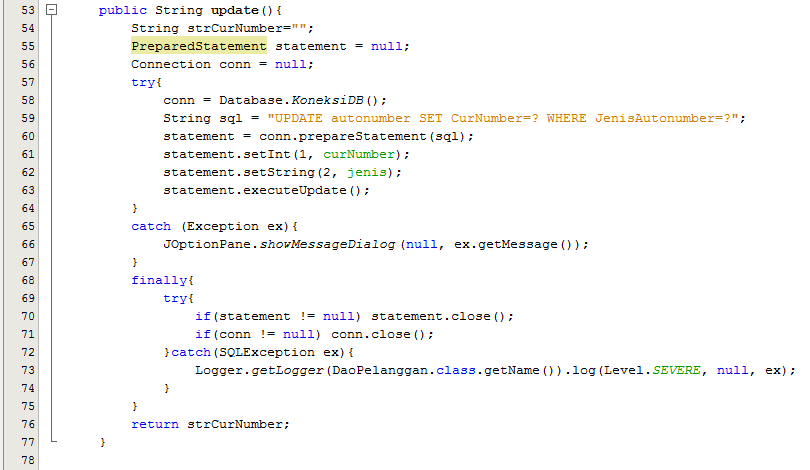 53 public String update(){
54 String strCurNumber="";
55 PreparedStatement statement = null;
56 Connection conn = null;
57 try{
58 conn = Database.KoneksiDB();
59 String sql = "UPDATE autonumber SET CurNumber=? WHERE JenisAutonumber=?";
60 statement = conn.prepareStatement(sql);
61 statement.setInt(1, curNumber);
62 statement.setString(2, jenis);
63 statement.executeUpdate();
64 }
65 catch (Exception ex){
66 JOptionPane.showMessageDialog(null, ex.getMessage());
67 }
68 finally{
69 try{
70 if(statement != null) statement.close();
71 if(conn != null) conn.close();
72 }catch(SQLException ex){
73 Logger.getLogger(DaoPelanggan.class.getName()).log(Level.SEVERE, null, ex);
74 }
75 }
76 return strCurNumber;
77 }
78